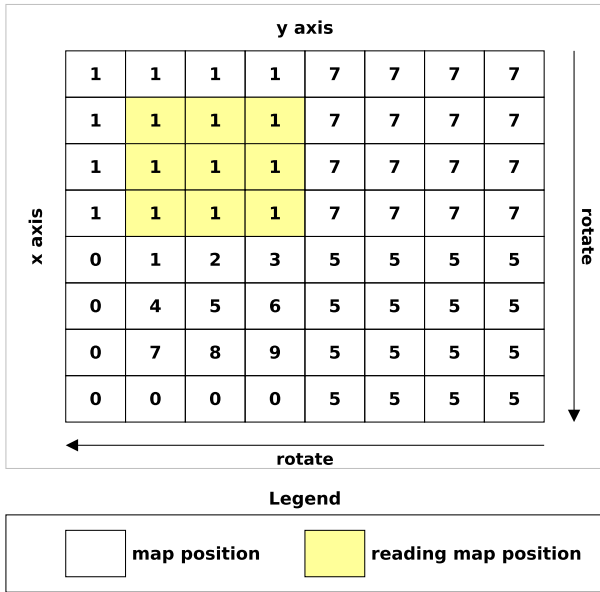 y axis
1 1 1 1 7 7 7 7
1 1 1 1 7 7 7 7
1 1 1 1 7 7 7 7
1 1 1 1 7 7 7 7
0 1 2 3 5 5 5 5
0 4 5 6 5 5 5 5
0 7 8 9 5 5 5 5
0 0 0 0 5 5 5 5
x axis
rotate
rotate
Legend
map position
reading map position